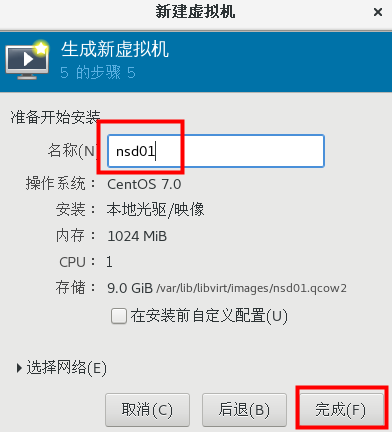 新建虚拟机
生成新虚拟机
5 的步骤 5
准备开始安装
名称(N) nsd01
操作系统： CentOS 7.0
安装： 本地光驱/映像
内存： 1024 MiB
CPU： 1
存储： 9.0 GiB /var/lib/libvirt/images/nsd01.qcow2
在安装前自定义配置(U)
选择网络(E)
取消(C) 后退(B) 完成(F)